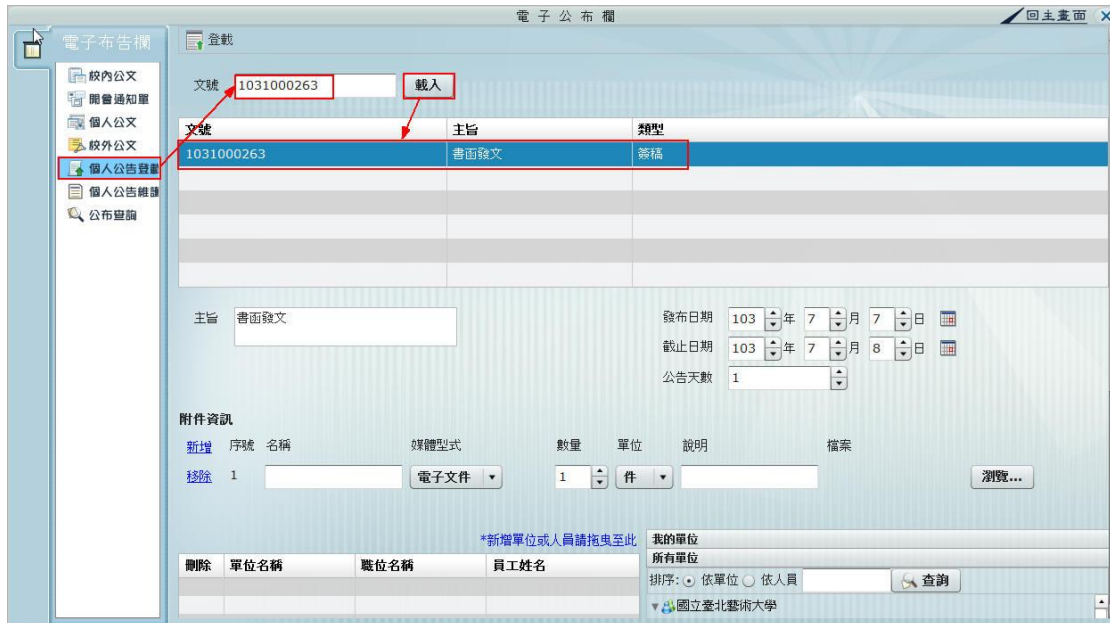 電子公布欄
回主畫面
電子布告欄
校內公文
開會通知單
個人公文
校外公文
個人公告登載
個人公告維護
公布查詢
登載
文號 1031000263 載入
文號 主旨 類型
1031000263 書函發文 簽稿
主旨 書函發文
發布日期 103 年 7 月 7 日
截止日期 103 年 7 月 8 日
公告天數 1
附件資訊
新增 序號 名稱 媒體型式 數量 單位 說明 檔案
移除 1 電子文件 1 件 瀏覽...
*新增單位或人員請拖曳至此
刪除 單位名稱 職位名稱 員工姓名
我的單位
所有單位
排序: 依單位 依人員 查詢
國立臺北藝術大學